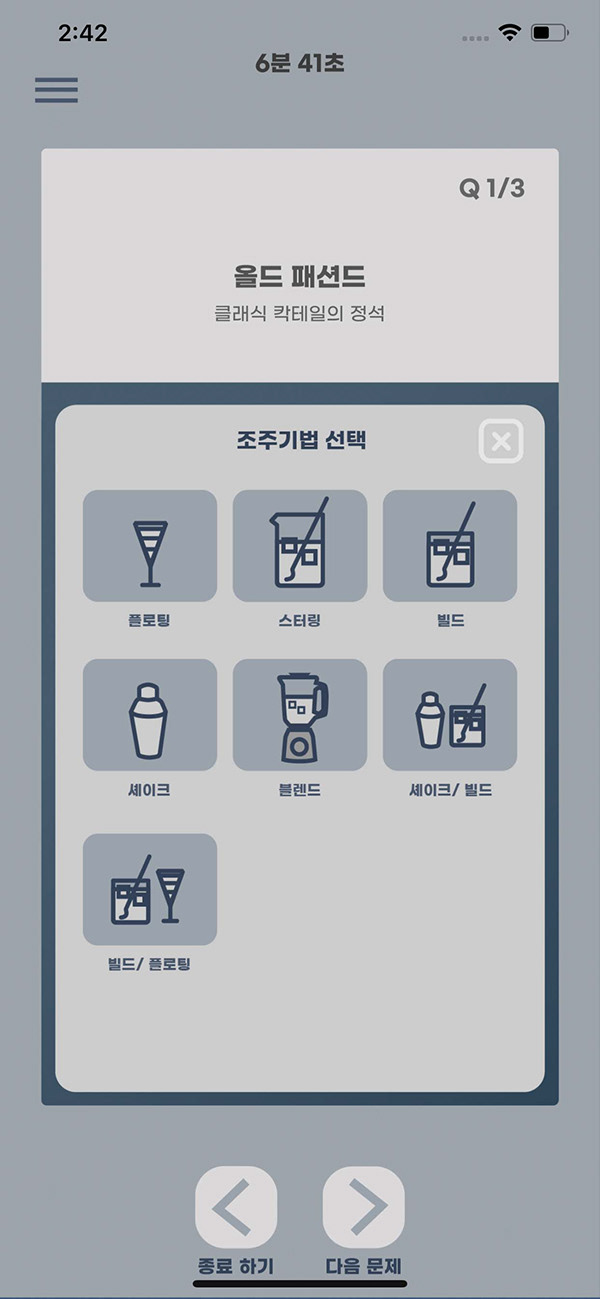 2:42
6분 41초
Q 1/3
올드 패션드
클래식 칵테일의 정석
조주기법 선택
플로팅
스터링
빌드
셰이크
블렌드
셰이크/ 빌드
빌드/ 플로팅
종료 하기
다음 문제